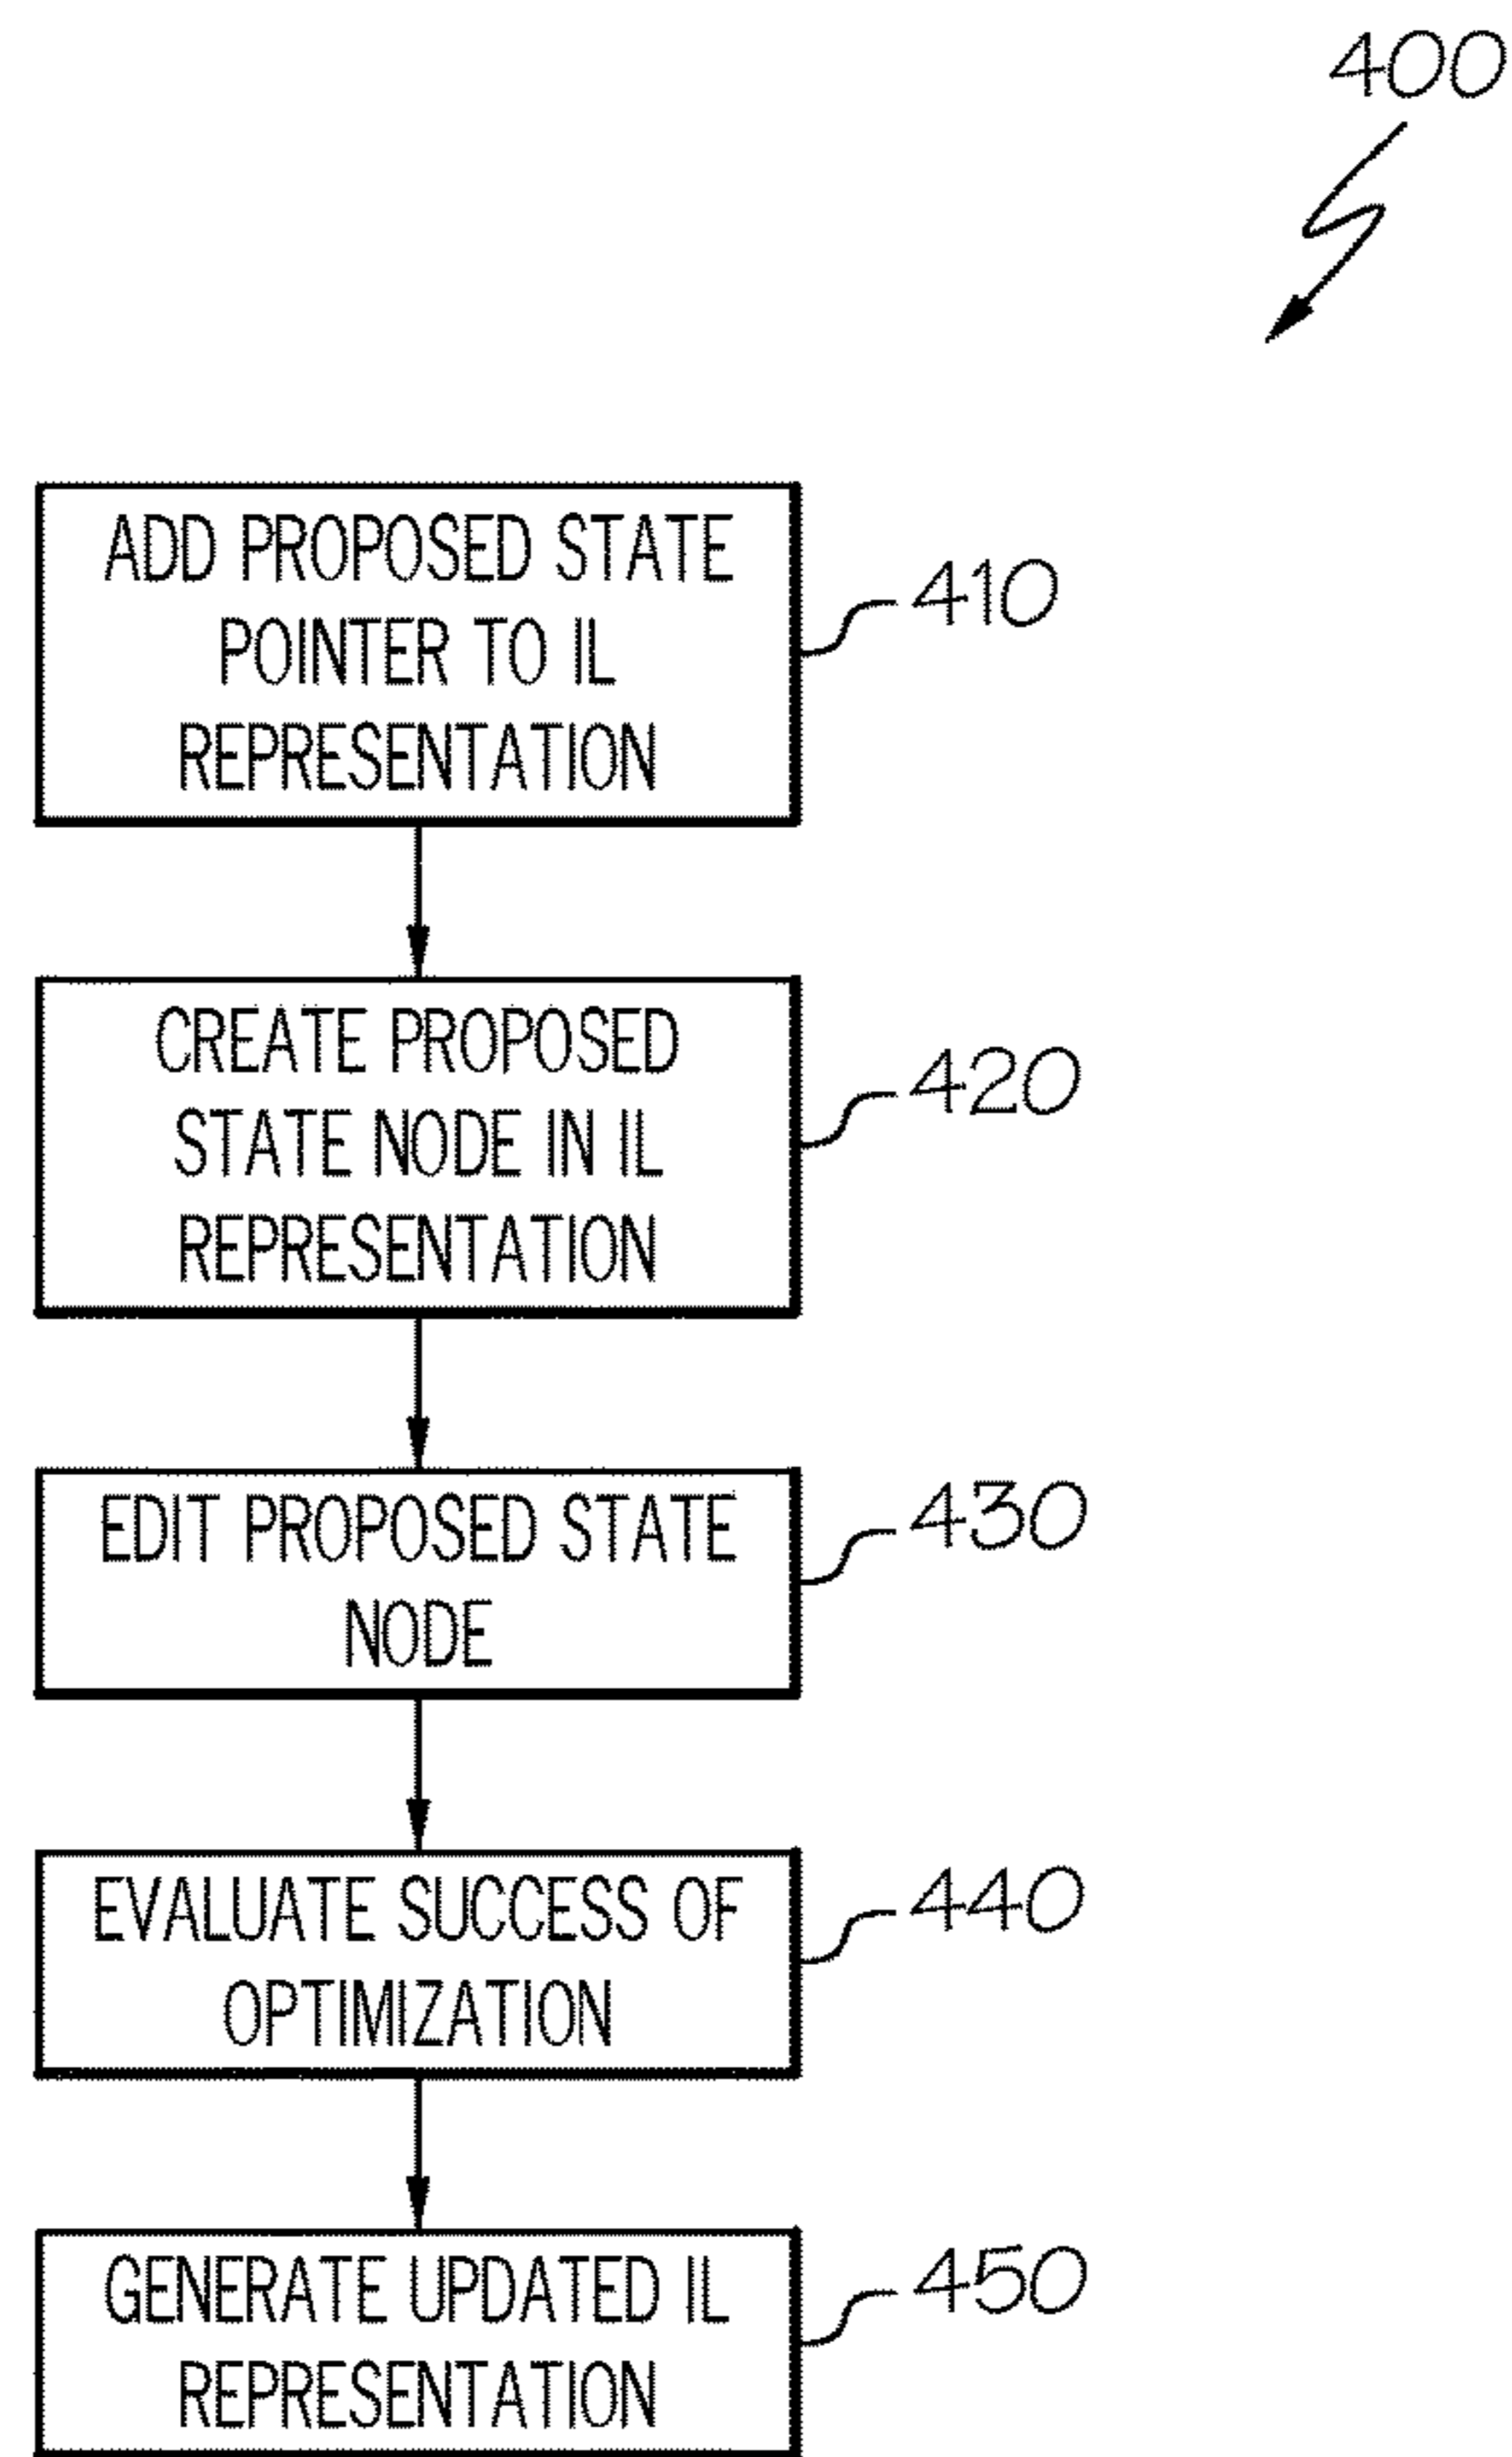 400
ADD PROPOSED STATE
POINTER TO IL
REPRESENTATION
410
CREATE PROPOSED
STATE NODE IN IL
REPRESENTATION
420
EDIT PROPOSED STATE
NODE
430
EVALUATE SUCCESS OF
OPTIMIZATION
440
GENERATE UPDATED IL
REPRESENTATION
450